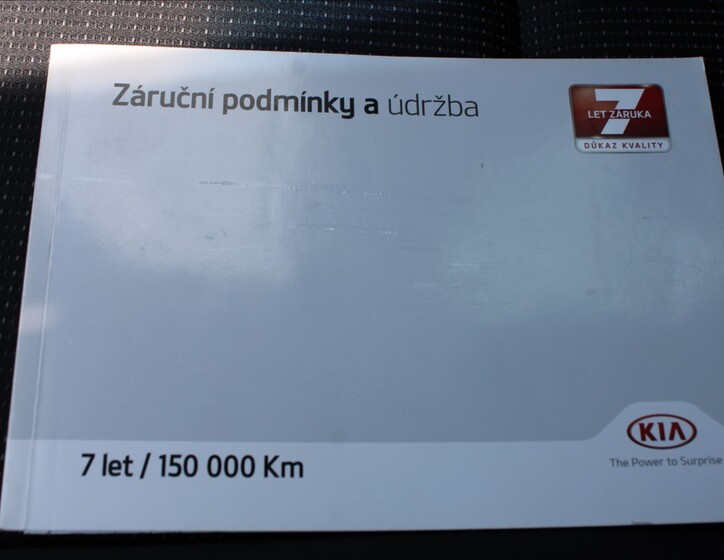 Záruční podmínky a údržba
7
LET ZÁRUKA
DŮKAZ KVALITY
7 let / 150 000 Km
KIA
The Power to Surprise